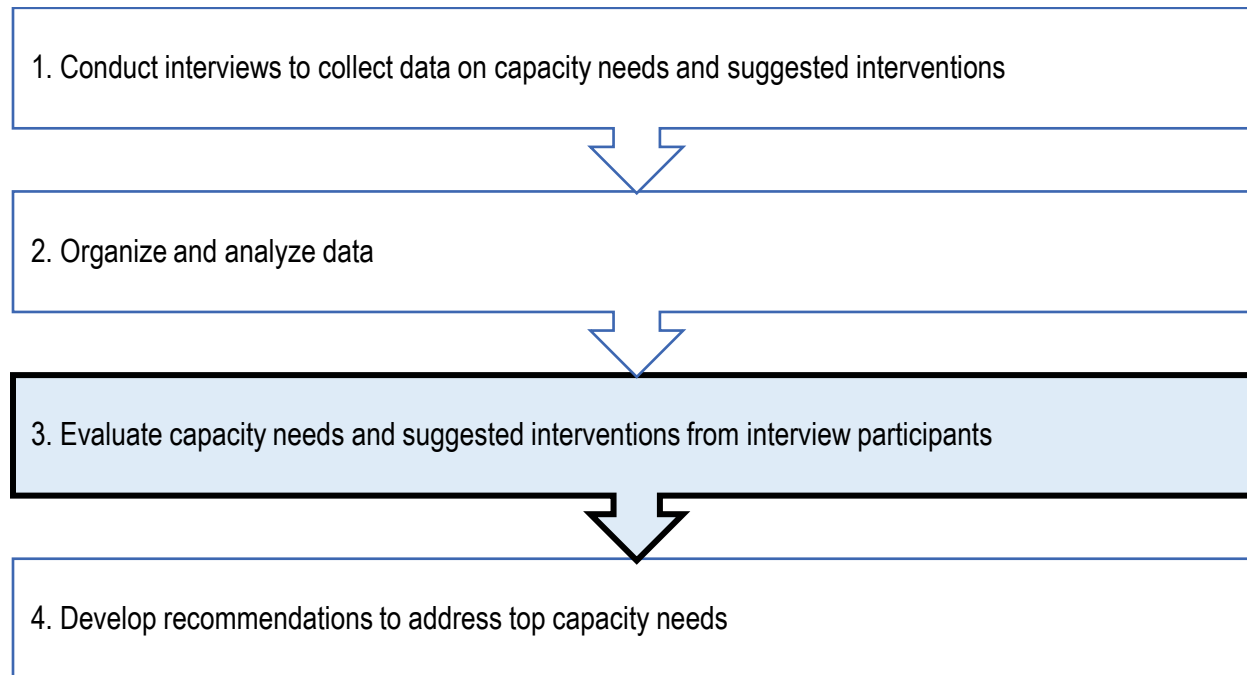 1. Conduct interviews to collect data on capacity needs and suggested interventions
2. Organize and analyze data
3. Evaluate capacity needs and suggested interventions from interview participants
4. Develop recommendations to address top capacity needs